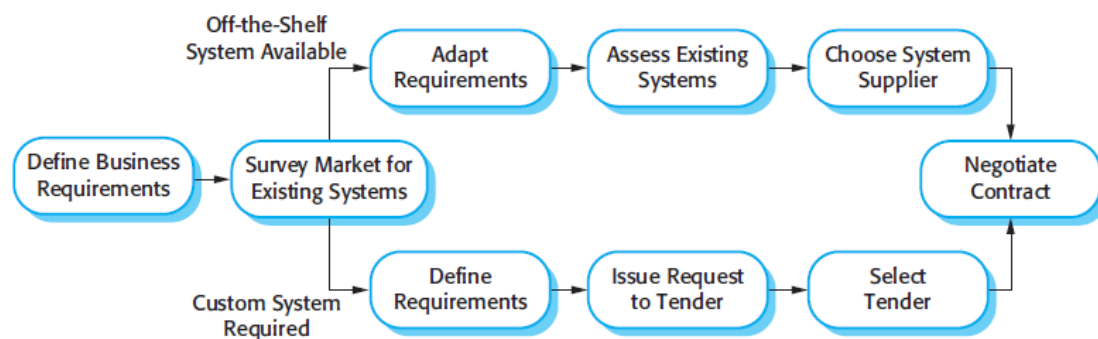 Off-the-Shelf
System Available
Adapt
Requirements
Assess Existing
Systems
Choose System
Supplier
Define Business
Requirements
Survey Market for
Existing Systems
Negotiate
Contract
Custom System
Required
Define
Requirements
Issue Request
to Tender
Select
Tender